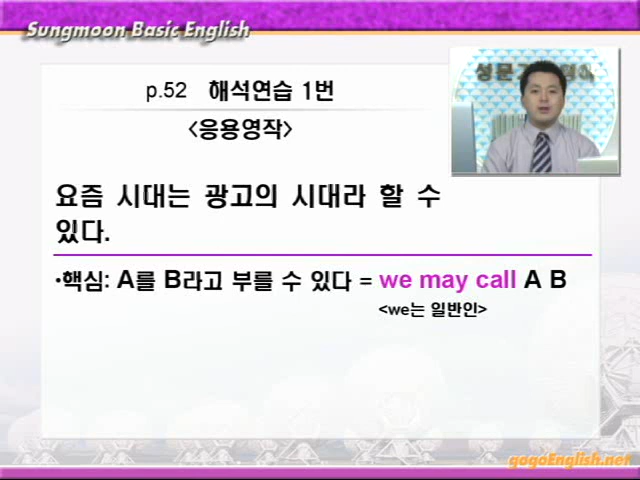 Sungmoon Basic English
p.52 해석연습 1번
<응용영작>
요즘 시대는 광고의 시대라 할 수
있다.
•핵심: A를 B라고 부를 수 있다 = we may call A B
<we는 일반인>
gogoEnglish.net